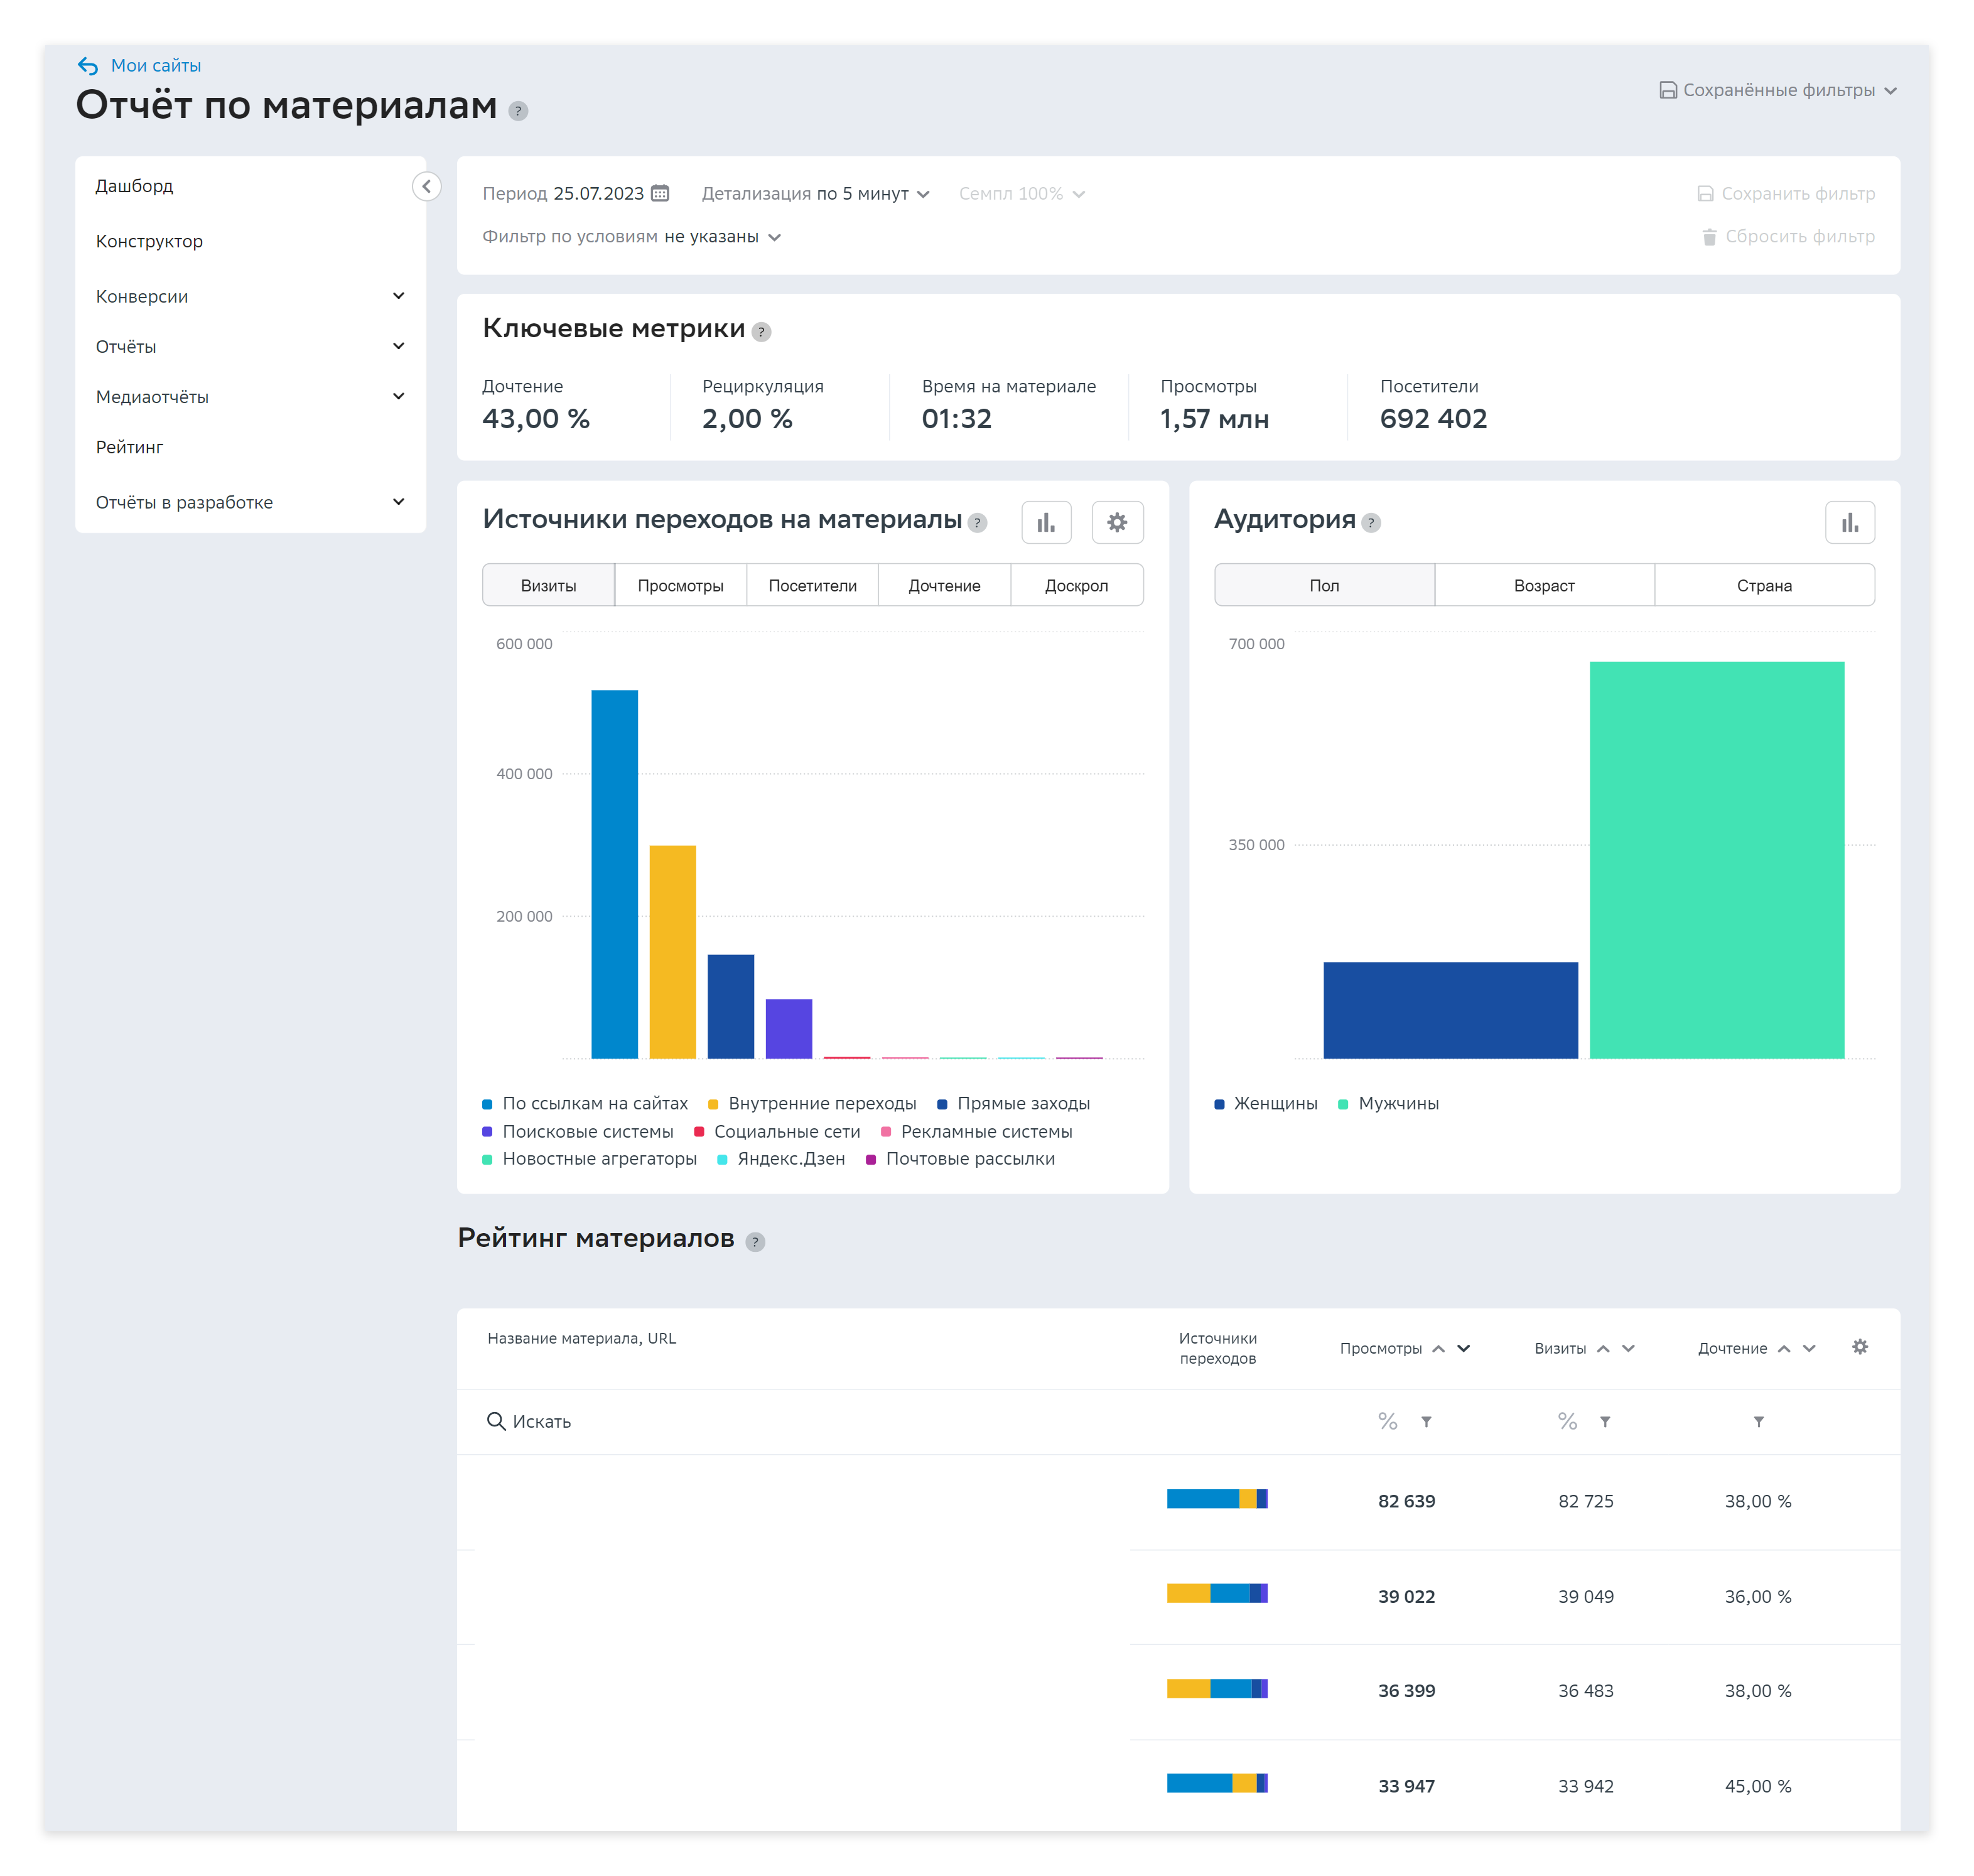 Мои сайты
Отчёт по материалам ?
Сохранённые фильтры
Дашборд
Конструктор
Конверсии
Отчёты
Медиаотчёты
Рейтинг
Отчёты в разработке
Период 25.07.2023 Детализация по 5 минут Семпл 100% Сохранить фильтр
Фильтр по условиям не указаны Сбросить фильтр
Ключевые метрики ?
Дочтение Рециркуляция Время на материале Просмотры Посетители
43,00 % 2,00 % 01:32 1,57 млн 692 402
Источники переходов на материалы ?
Визиты Просмотры Посетители Дочтение Доскрол
600 000
400 000
200 000
По ссылкам на сайтах Внутренние переходы Прямые заходы
Поисковые системы Социальные сети Рекламные системы
Новостные агрегаторы Яндекс.Дзен Почтовые рассылки
Аудитория ?
Пол Возраст Страна
700 000
350 000
Женщины Мужчины
Рейтинг материалов ?
Название материала, URL Источники переходов Просмотры Визиты Дочтение
Искать % %
82 639 82 725 38,00 %
39 022 39 049 36,00 %
36 399 36 483 38,00 %
33 947 33 942 45,00 %